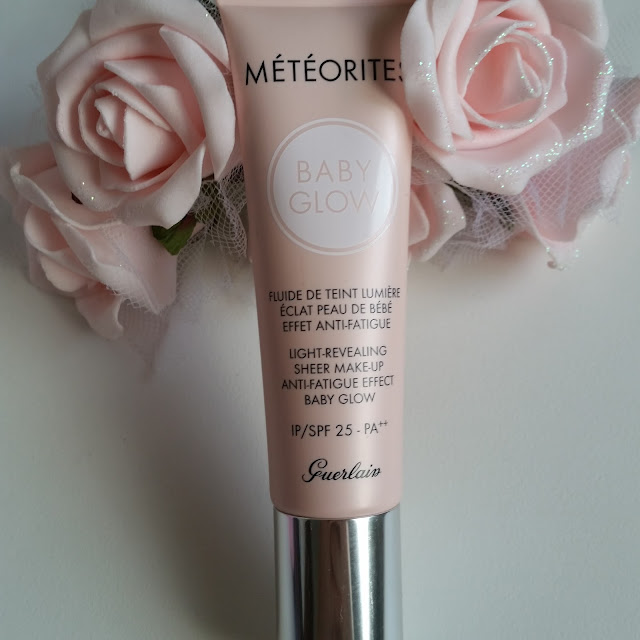 MÉTÉORITES
BABY
GLOW
FLUIDE DE TEINT LUMIÈRE
ÉCLAT PEAU DE BÉBÉ
EFFET ANTI-FATIGUE
LIGHT-REVEALING
SHEER MAKE-UP
ANTI-FATIGUE EFFECT
BABY GLOW
IP/SPF 25 - PA⁺⁺
Guerlain